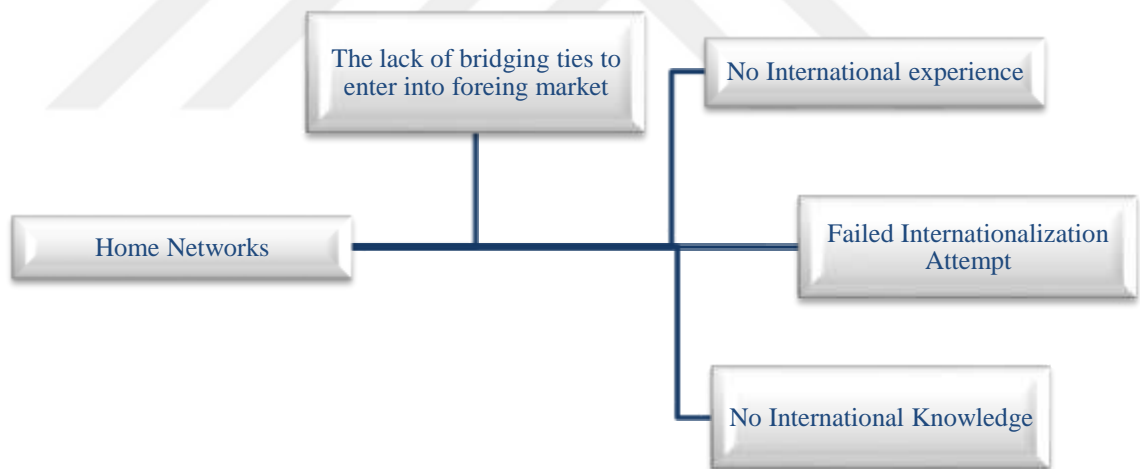 The lack of bridging ties to
enter into foreing market
No International experience
Home Networks
Failed Internationalization
Attempt
No International Knowledge